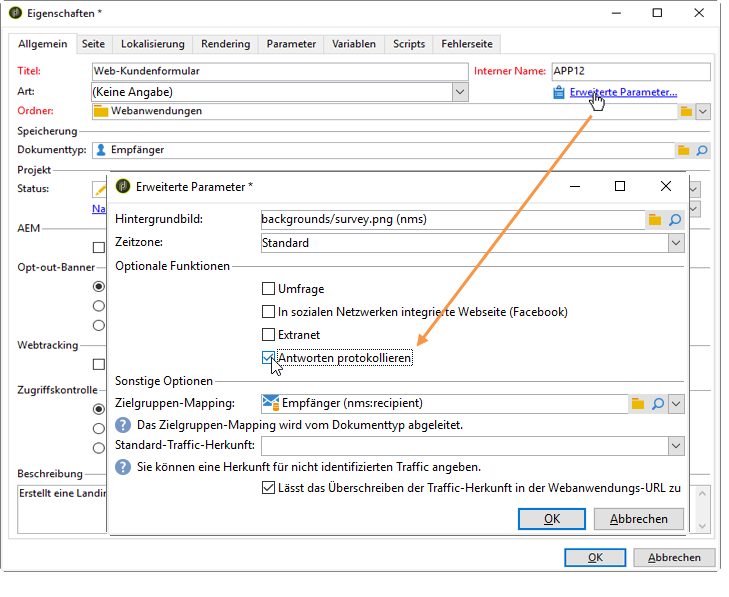 Eigenschaften *
Allgemein Seite Lokalisierung Rendering Parameter Variablen Scripts Fehlerseite
Titel: Web-Kundenformular Interner Name: APP12
Art: (Keine Angabe) Erweiterte Parameter...
Ordner: Webanwendungen
Speicherung
Dokumenttyp: Empfänger
Projekt
Status:
Na
AEM
Opt-out-Banner
Webtracking
Zugriffskontrolle
Beschreibung
Erstellt eine Landin
Erweiterte Parameter *
Hintergrundbild: backgrounds/survey.png (nms)
Zeitzone: Standard
Optionale Funktionen
Umfrage
In sozialen Netzwerken integrierte Webseite (Facebook)
Extranet
Antworten protokollieren
Sonstige Optionen
Zielgruppen-Mapping: Empfänger (nms:recipient)
? Das Zielgruppen-Mapping wird vom Dokumenttyp abgeleitet.
Standard-Traffic-Herkunft:
? Sie können eine Herkunft für nicht identifizierten Traffic angeben.
Lässt das Überschreiben der Traffic-Herkunft in der Webanwendungs-URL zu
OK Abbrechen
OK Abbrechen